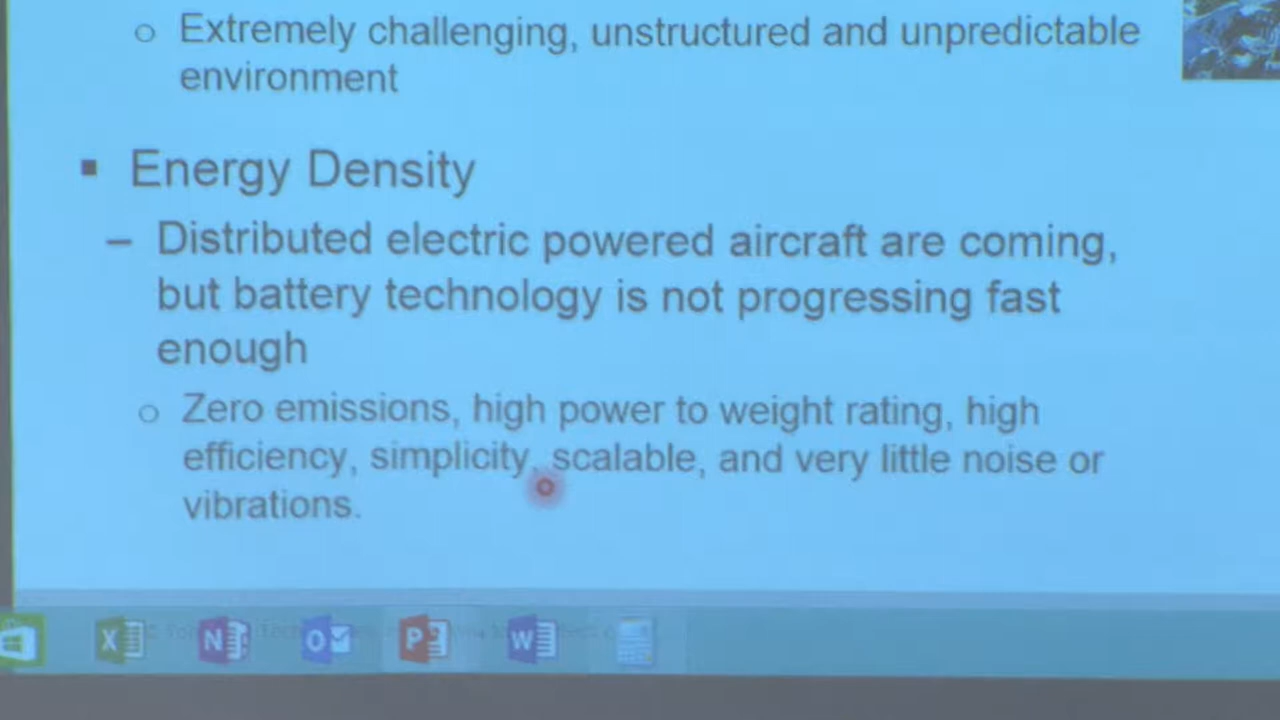 ○ Extremely challenging, unstructured and unpredictable
environment
▪ Energy Density
– Distributed electric powered aircraft are coming,
but battery technology is not progressing fast
enough
○ Zero emissions, high power to weight rating, high
efficiency, simplicity, scalable, and very little noise or
vibrations.
X N O P W